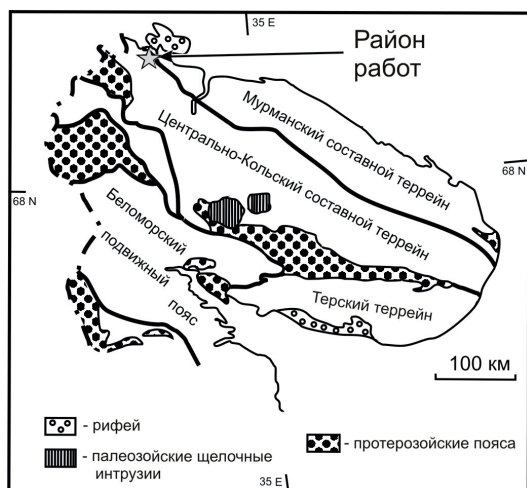 35 E
Район
работ
Мурманский составной террейн
Центрально-Кольский составной террейн
68 N
68 N
Беломорский
подвижный
пояс
Терский террейн
100 км
- рифей
- палеозойские щелочные
интрузии
- протерозойские пояса
35 E